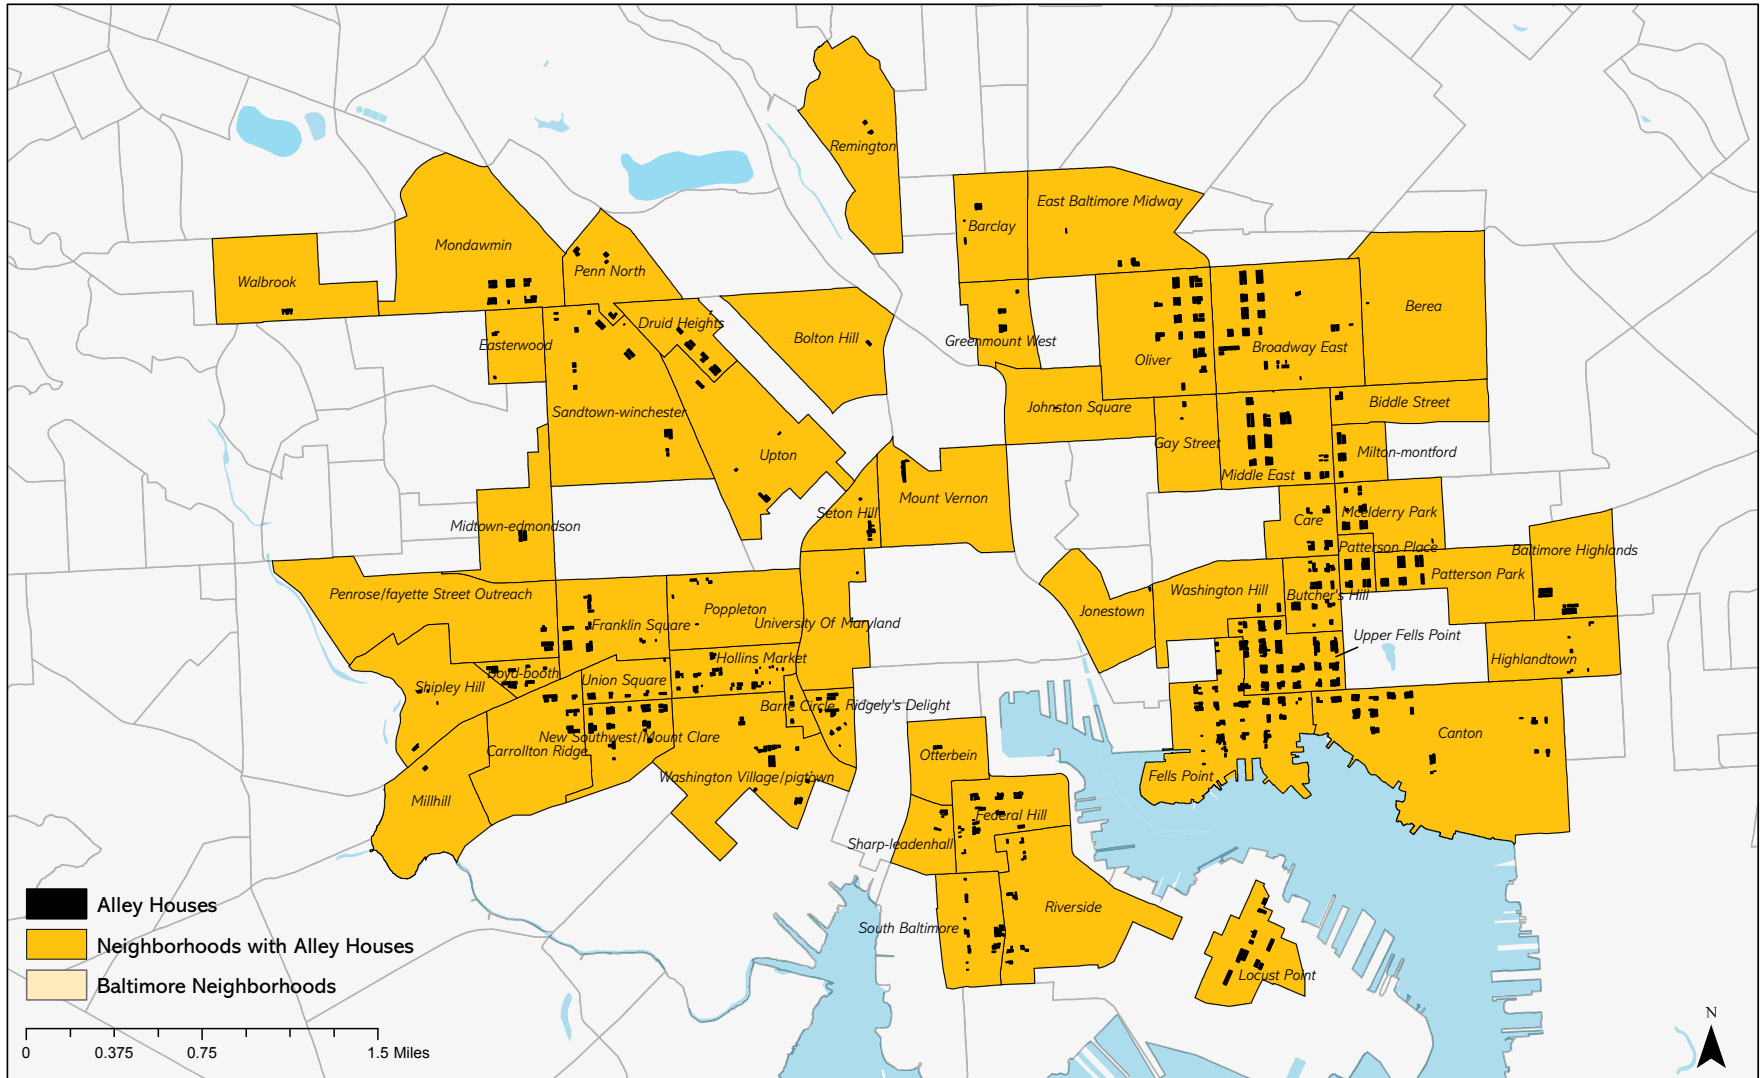 Remington
East Baltimore Midway
Barclay
Mondawmin
Penn North
Walbrook
Berea
Druid Heights
Bolton Hill
Easterwood
Greenmount West
Broadway East
Oliver
Sandtown-winchester
Johnston Square
Biddle Street
Gay Street
Upton
Milton-montford
Middle East
Mount Vernon
Seton Hill
Mcelderry Park
Care
Midtown-edmondson
Patterson Place
Baltimore Highlands
Patterson Park
Penrose/fayette Street Outreach
Washington Hill
Butcher's Hill
Poppleton
Jonestown
Franklin Square
University Of Maryland
Upper Fells Point
Hollins Market
Highlandtown
Boyd-booth
Union Square
Shipley Hill
Barre Circle
Ridgely's Delight
New Southwest/Mount Clare
Canton
Carrollton Ridge
Otterbein
Washington Village/pigtown
Fells Point
Millhill
Federal Hill
Sharp-leadenhall
Riverside
South Baltimore
Locust Point
Alley Houses
Neighborhoods with Alley Houses
Baltimore Neighborhoods
0 0.375 0.75 1.5 Miles
N